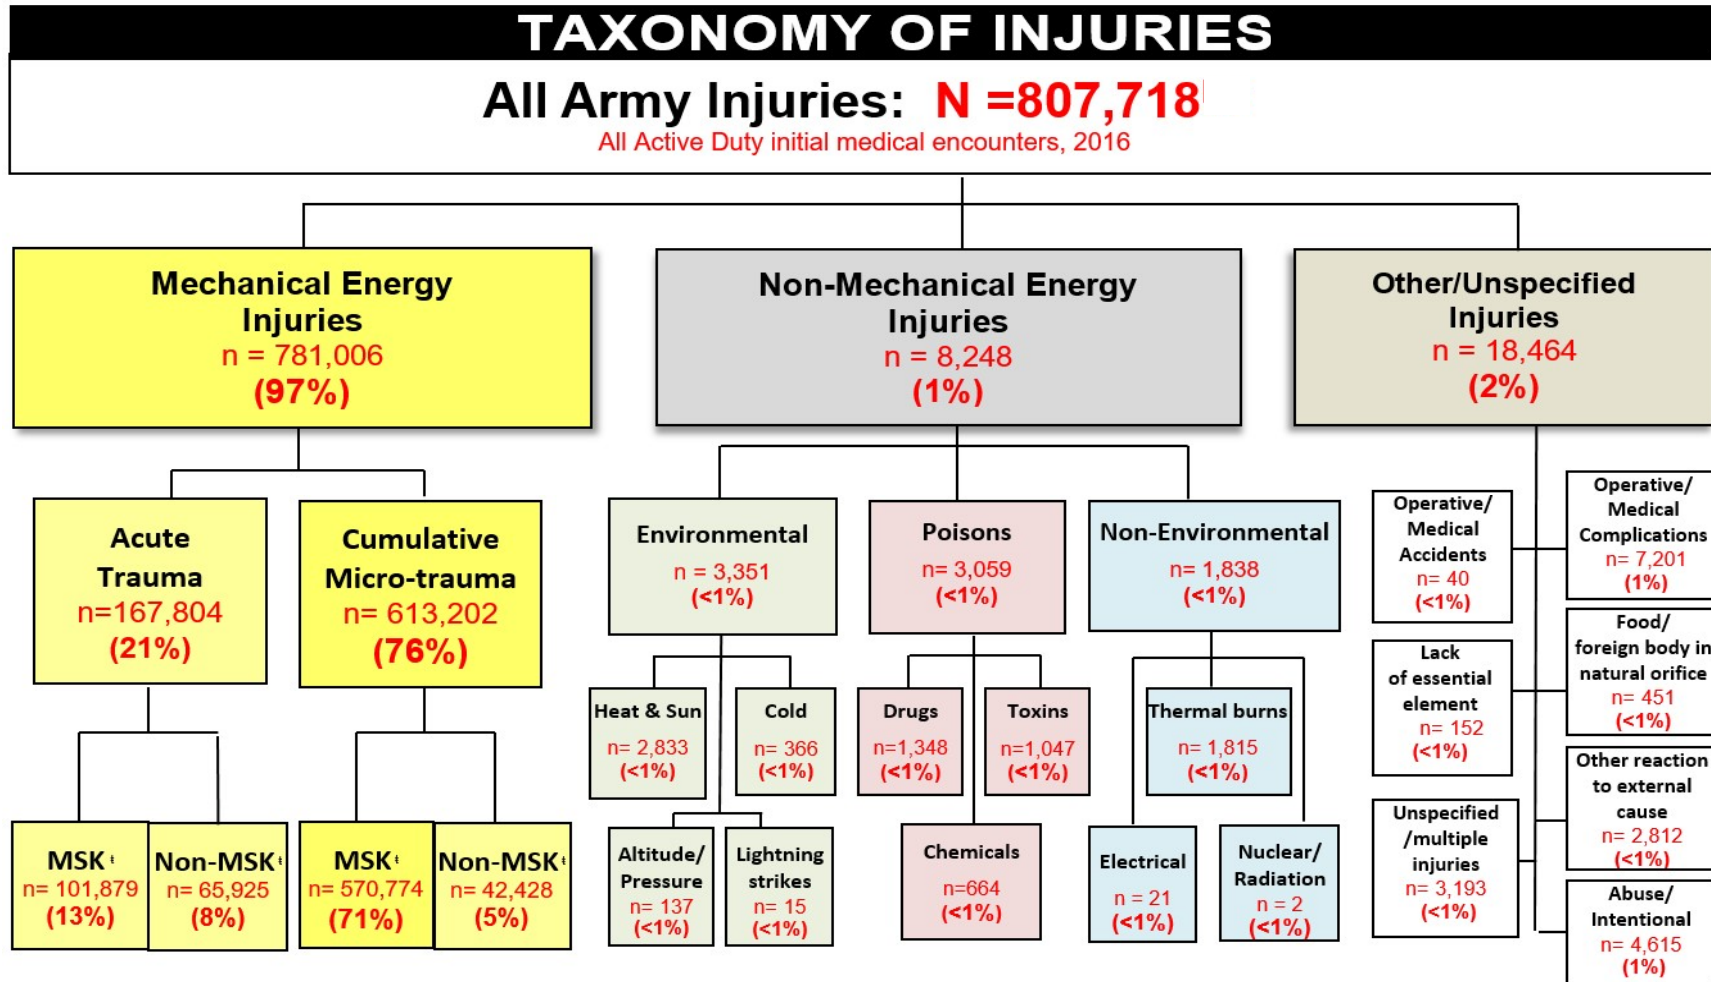 TAXONOMY OF INJURIES
All Army Injuries: N =807,718
All Active Duty initial medical encounters, 2016
Mechanical Energy
Injuries
n = 781,006
(97%)
Non-Mechanical Energy
Injuries
n = 8,248
(1%)
Other/Unspecified
Injuries
n = 18,464
(2%)
Acute
Trauma
n=167,804
(21%)
Cumulative
Micro-trauma
n= 613,202
(76%)
MSK ŧ
n= 101,879
(13%)
Non-MSK ŧ
n= 65,925
(8%)
MSK ŧ
n= 570,774
(71%)
Non-MSK ŧ
n= 42,428
(5%)
Environmental
n = 3,351
(<1%)
Poisons
n= 3,059
(<1%)
Non-Environmental
n= 1,838
(<1%)
Heat & Sun
n= 2,833
(<1%)
Cold
n= 366
(<1%)
Altitude/
Pressure
n= 137
(<1%)
Lightning
strikes
n= 15
(<1%)
Drugs
n=1,348
(<1%)
Toxins
n=1,047
(<1%)
Chemicals
n=664
(<1%)
Thermal burns
n= 1,815
(<1%)
Electrical
n = 21
(<1%)
Nuclear/
Radiation
n = 2
(<1%)
Operative/
Medical
Accidents
n= 40
(<1%)
Lack
of essential
element
n= 152
(<1%)
Unspecified
/multiple
injuries
n= 3,193
(<1%)
Operative/
Medical
Complications
n= 7,201
(1%)
Food/
foreign body in
natural orifice
n= 451
(<1%)
Other reaction
to external
cause
n= 2,812
(<1%)
Abuse/
Intentional
n= 4,615
(1%)